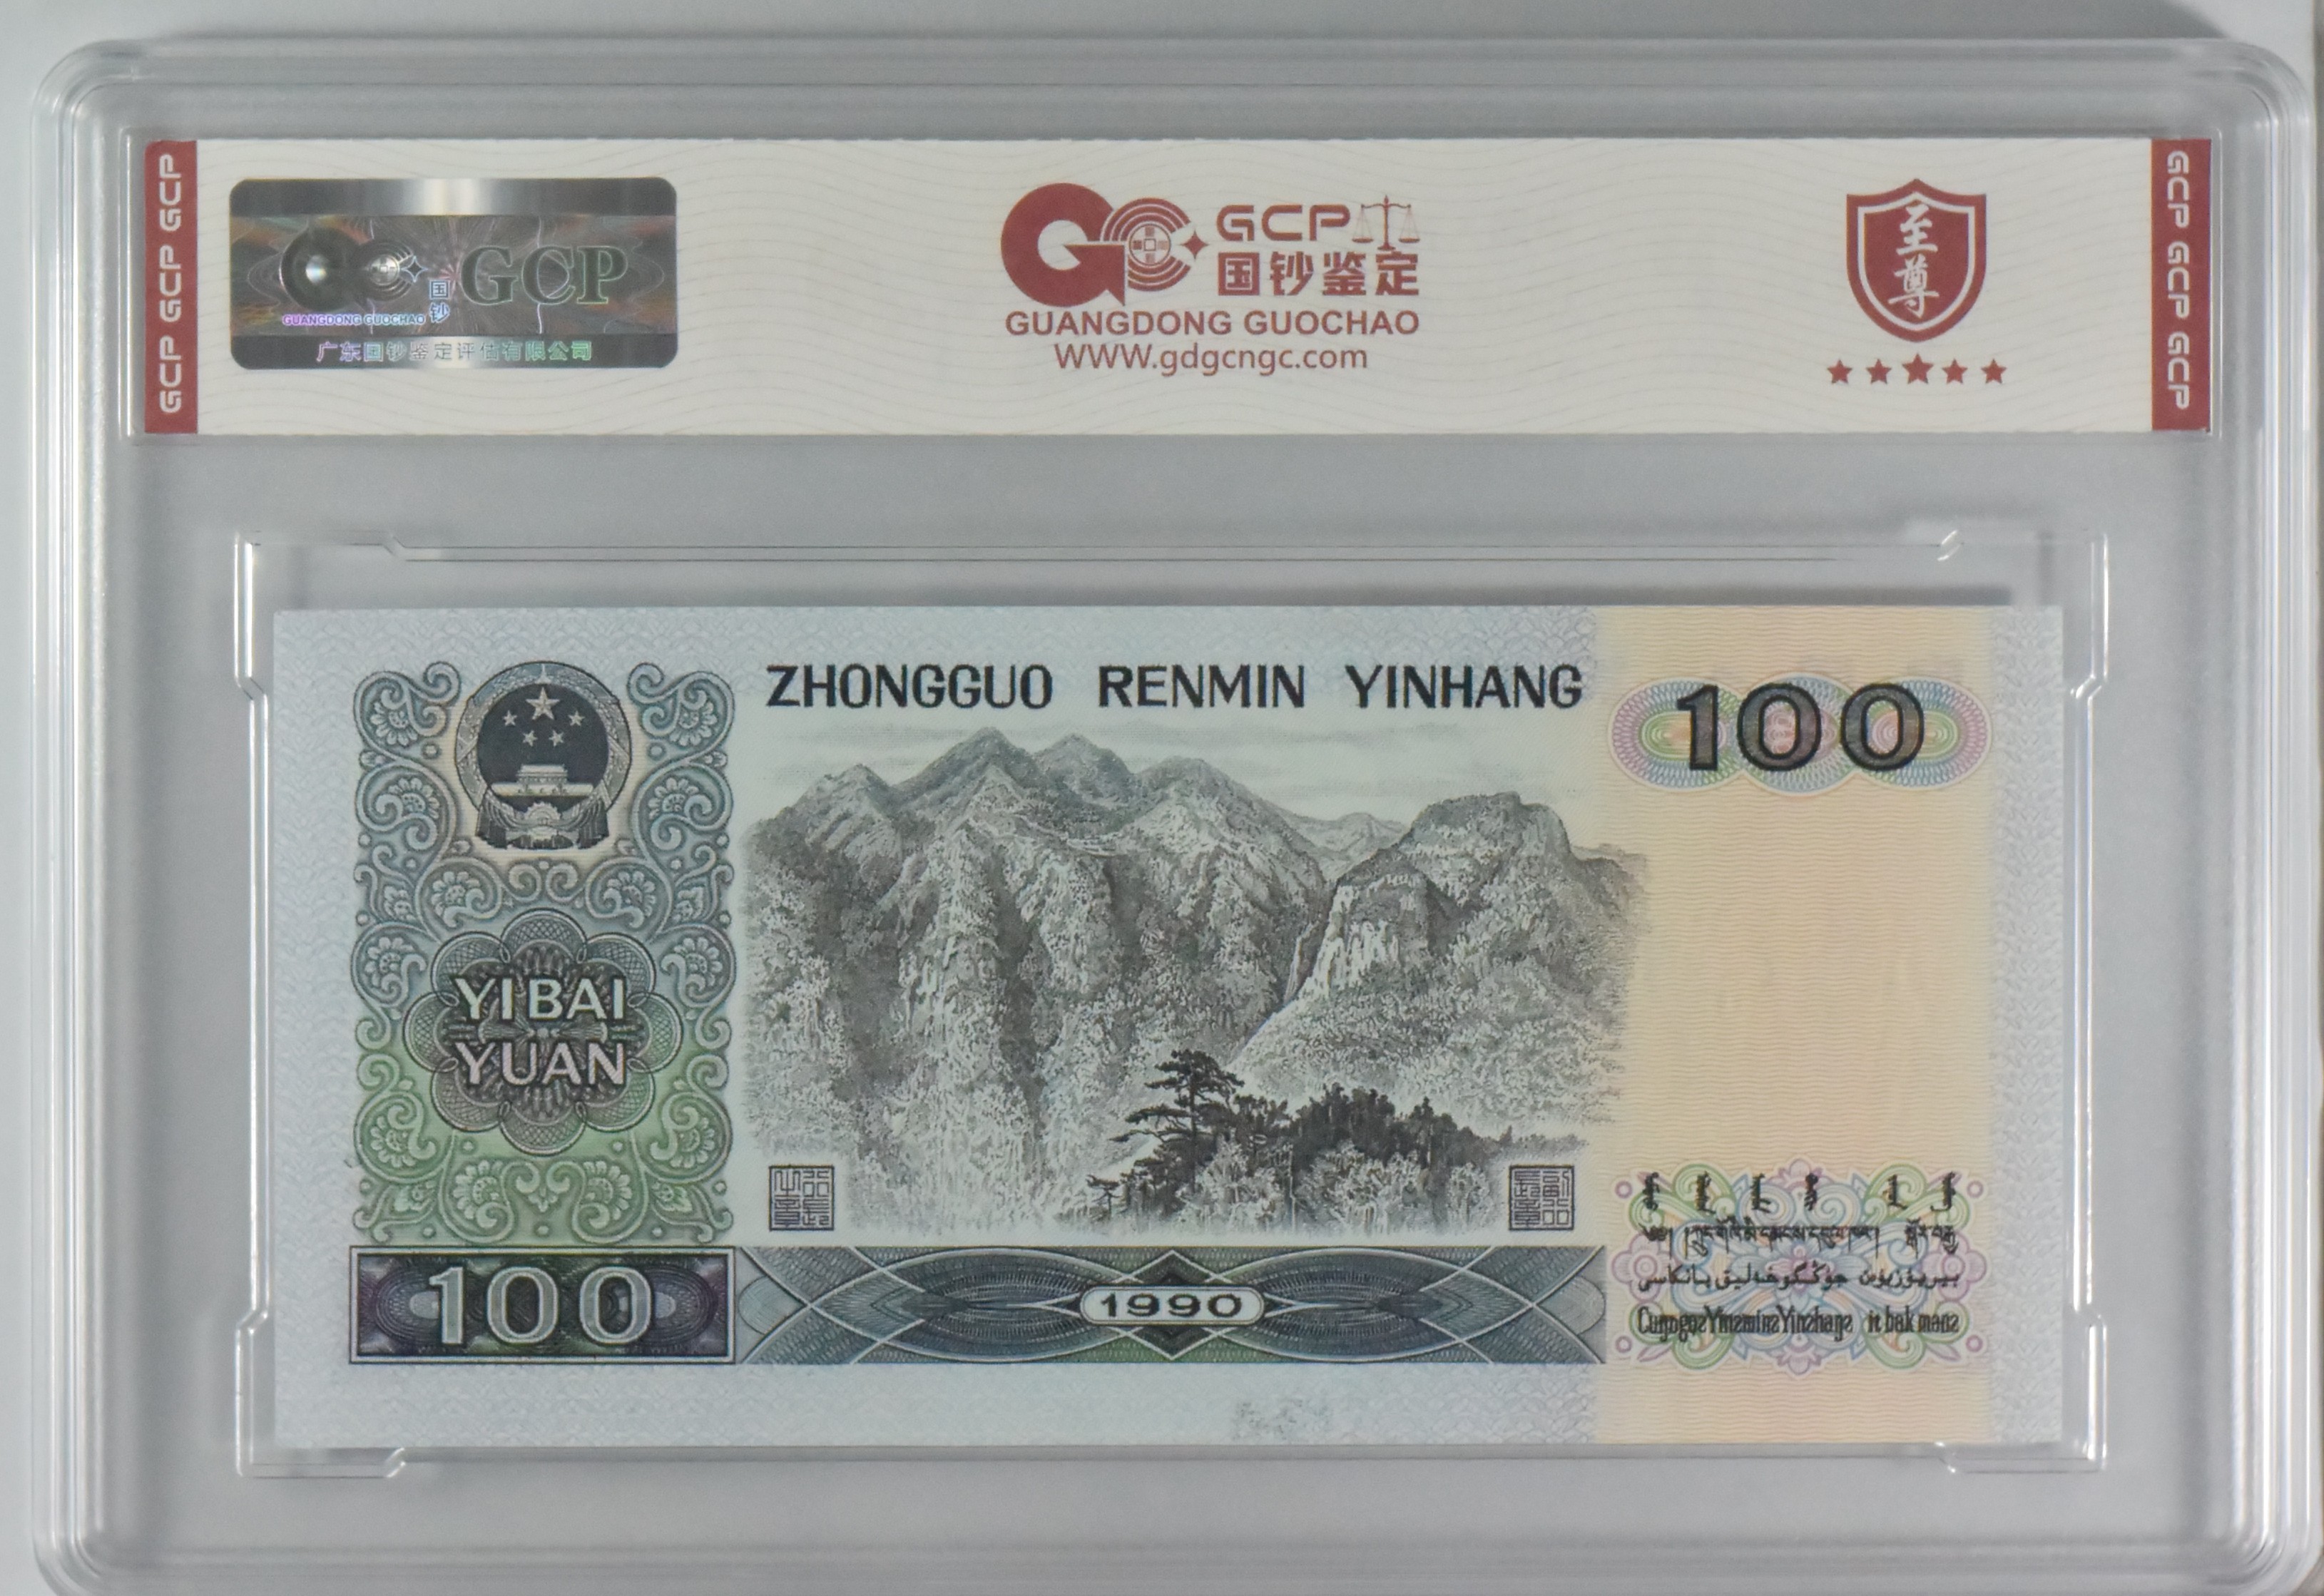 GCP GCP GCP
GCP
国
钞
GUANGDONG GUOCHAO
广东国钞鉴定评估有限公司
GCP
国钞鉴定
GUANGDONG GUOCHAO
WWW.gdgcngc.com
至
尊
GCP GCP GCP
ZHONGGUO RENMIN YINHANG
100
YIBAI
YUAN
100
1990